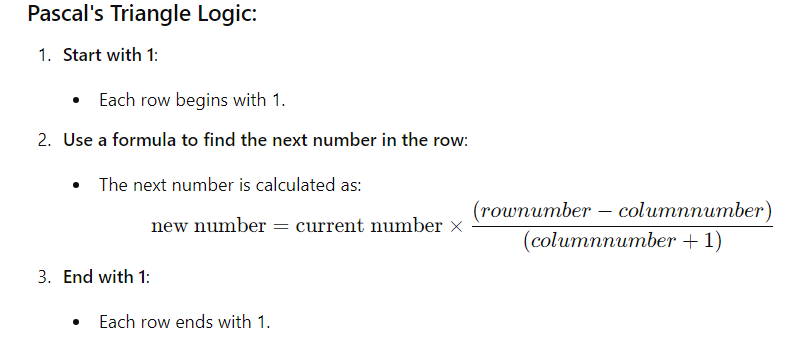 Pascal's Triangle Logic:
1. Start with 1:
• Each row begins with 1.
2. Use a formula to find the next number in the row:
• The next number is calculated as:
new number = current number × (rownumber − columnnumber) / (columnnumber + 1)
3. End with 1:
• Each row ends with 1.